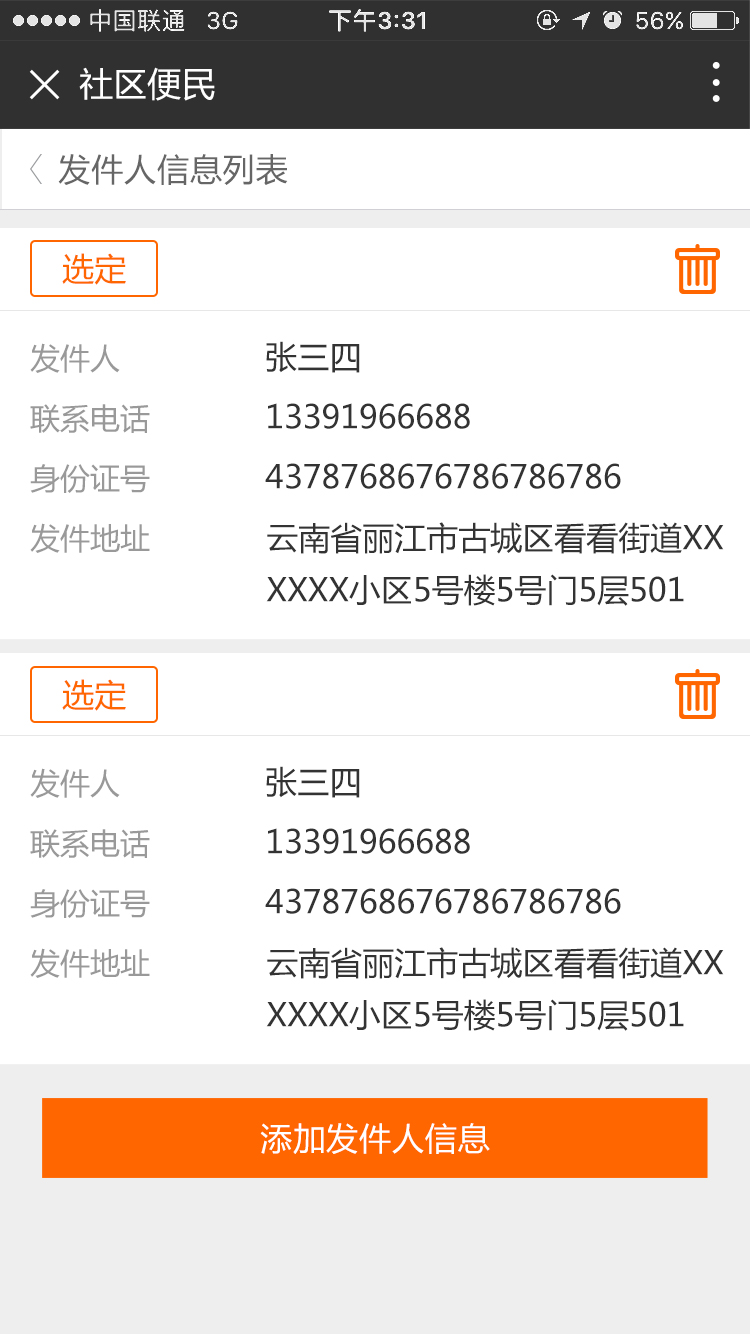 中国联通 3G 下午3:31 56%
社区便民
发件人信息列表
选定
发件人 张三四
联系电话 13391966688
身份证号 4378768676786786786
发件地址 云南省丽江市古城区看看街道XX
XXXX小区5号楼5号门5层501
选定
发件人 张三四
联系电话 13391966688
身份证号 4378768676786786786
发件地址 云南省丽江市古城区看看街道XX
XXXX小区5号楼5号门5层501
添加发件人信息